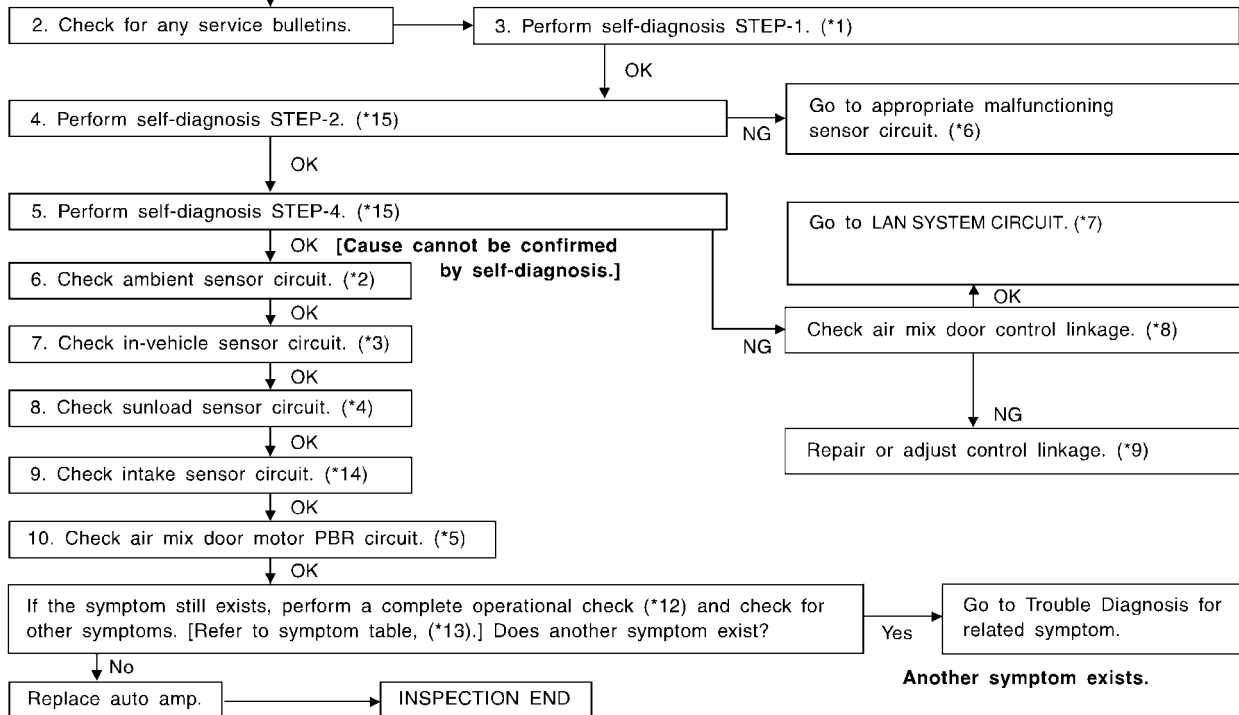 2. Check for any service bulletins.
3. Perform self-diagnosis STEP-1. (*1)
OK
4. Perform self-diagnosis STEP-2. (*15)
NG
Go to appropriate malfunctioning
sensor circuit. (*6)
OK
5. Perform self-diagnosis STEP-4. (*15)
Go to LAN SYSTEM CIRCUIT. (*7)
OK [Cause cannot be confirmed
by self-diagnosis.]
6. Check ambient sensor circuit. (*2)
OK
OK
NG
Check air mix door control linkage. (*8)
7. Check in-vehicle sensor circuit. (*3)
OK
8. Check sunload sensor circuit. (*4)
NG
OK
Repair or adjust control linkage. (*9)
9. Check intake sensor circuit. (*14)
OK
10. Check air mix door motor PBR circuit. (*5)
OK
If the symptom still exists, perform a complete operational check (*12) and check for
other symptoms. [Refer to symptom table, (*13).] Does another symptom exist?
Yes
Go to Trouble Diagnosis for
related symptom.
No
Another symptom exists.
Replace auto amp.
INSPECTION END